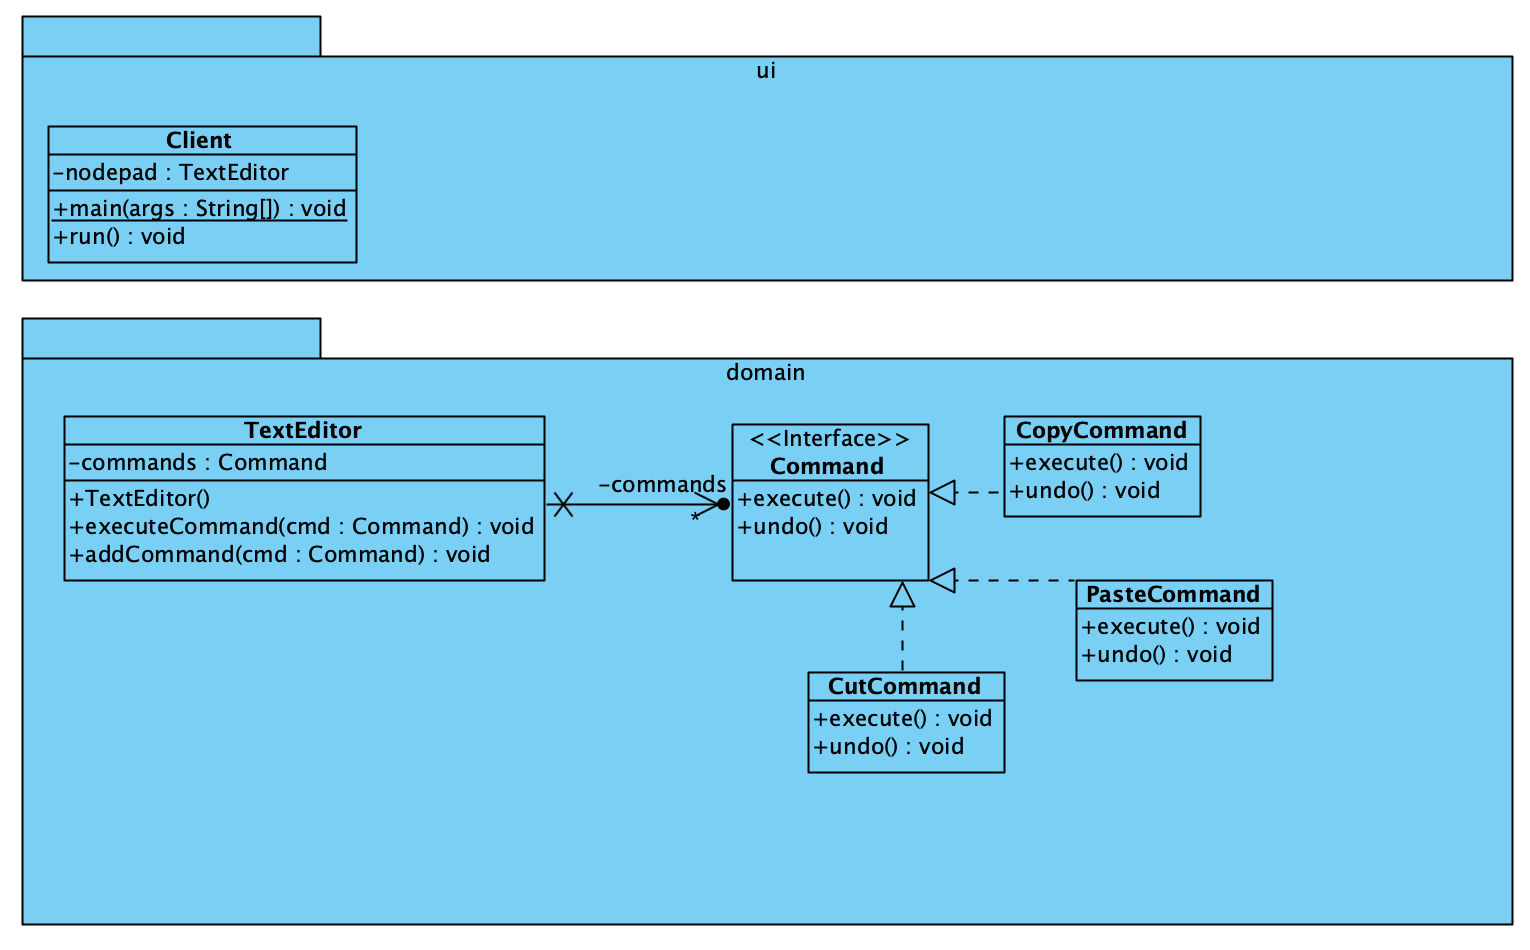 ui
Client
-nodepad : TextEditor
+main(args : String[]) : void
+run() : void
domain
TextEditor
-commands : Command
+TextEditor()
+executeCommand(cmd : Command) : void
+addCommand(cmd : Command) : void
-commands
*
<<Interface>>
Command
+execute() : void
+undo() : void
CopyCommand
+execute() : void
+undo() : void
PasteCommand
+execute() : void
+undo() : void
CutCommand
+execute() : void
+undo() : void